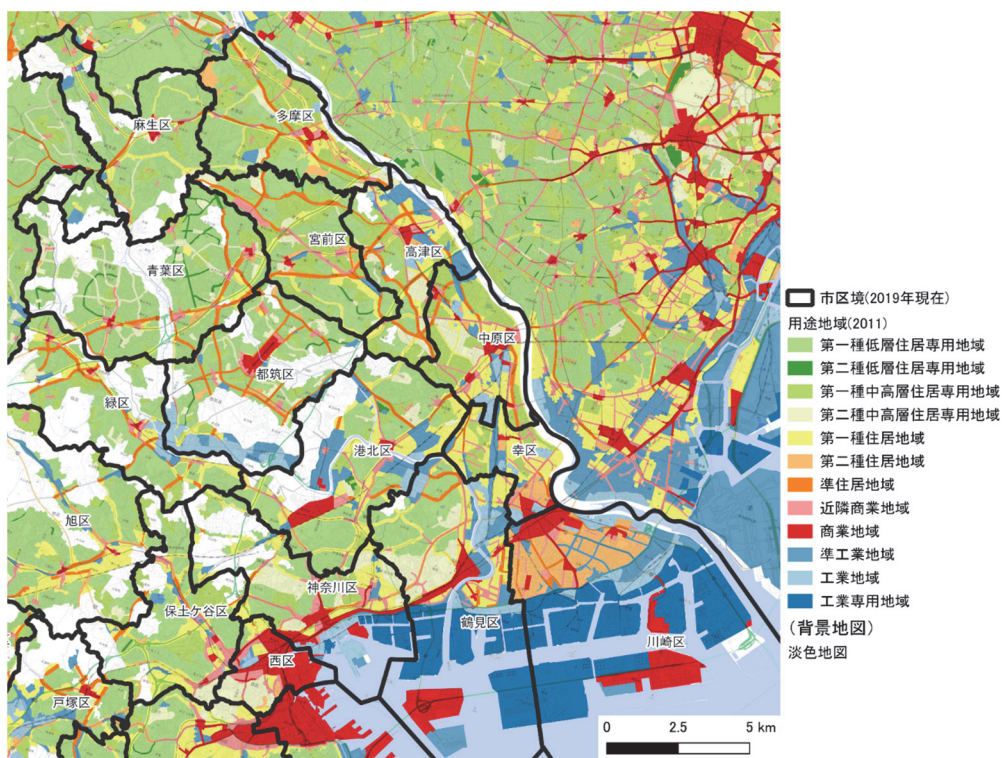 麻生区
多摩区
宮前区
高津区
青葉区
中原区
都筑区
緑区
港北区
幸区
旭区
神奈川区
保土ケ谷区
鶴見区
川崎区
西区
戸塚区
市区境(2019年現在)
用途地域(2011)
第一種低層住居専用地域
第二種低層住居専用地域
第一種中高層住居専用地域
第二種中高層住居専用地域
第一種住居地域
第二種住居地域
準住居地域
近隣商業地域
商業地域
準工業地域
工業地域
工業専用地域
(背景地図)
淡色地図
0 2.5 5 km